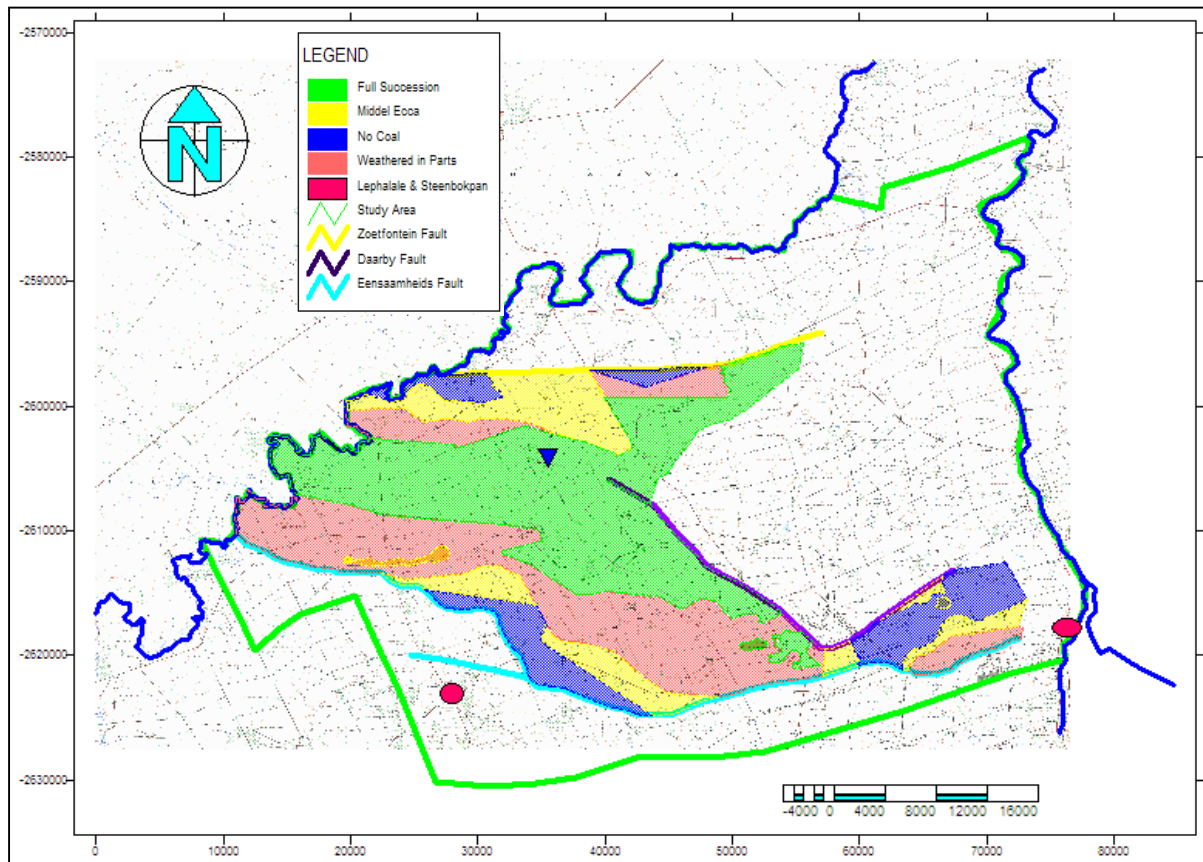 -2570000
LEGEND
Full Succession
Middel Ecca
No Coal
Weathered in Parts
Lephalale & Steenbokpan
Study Area
Zoetfontein Fault
Daarby Fault
Eensaamheids Fault
N
-2580000
-2590000
-2600000
-2610000
-2620000
-2630000
-4000 0 4000 8000 12000 16000
0 10000 20000 30000 40000 50000 60000 70000 80000